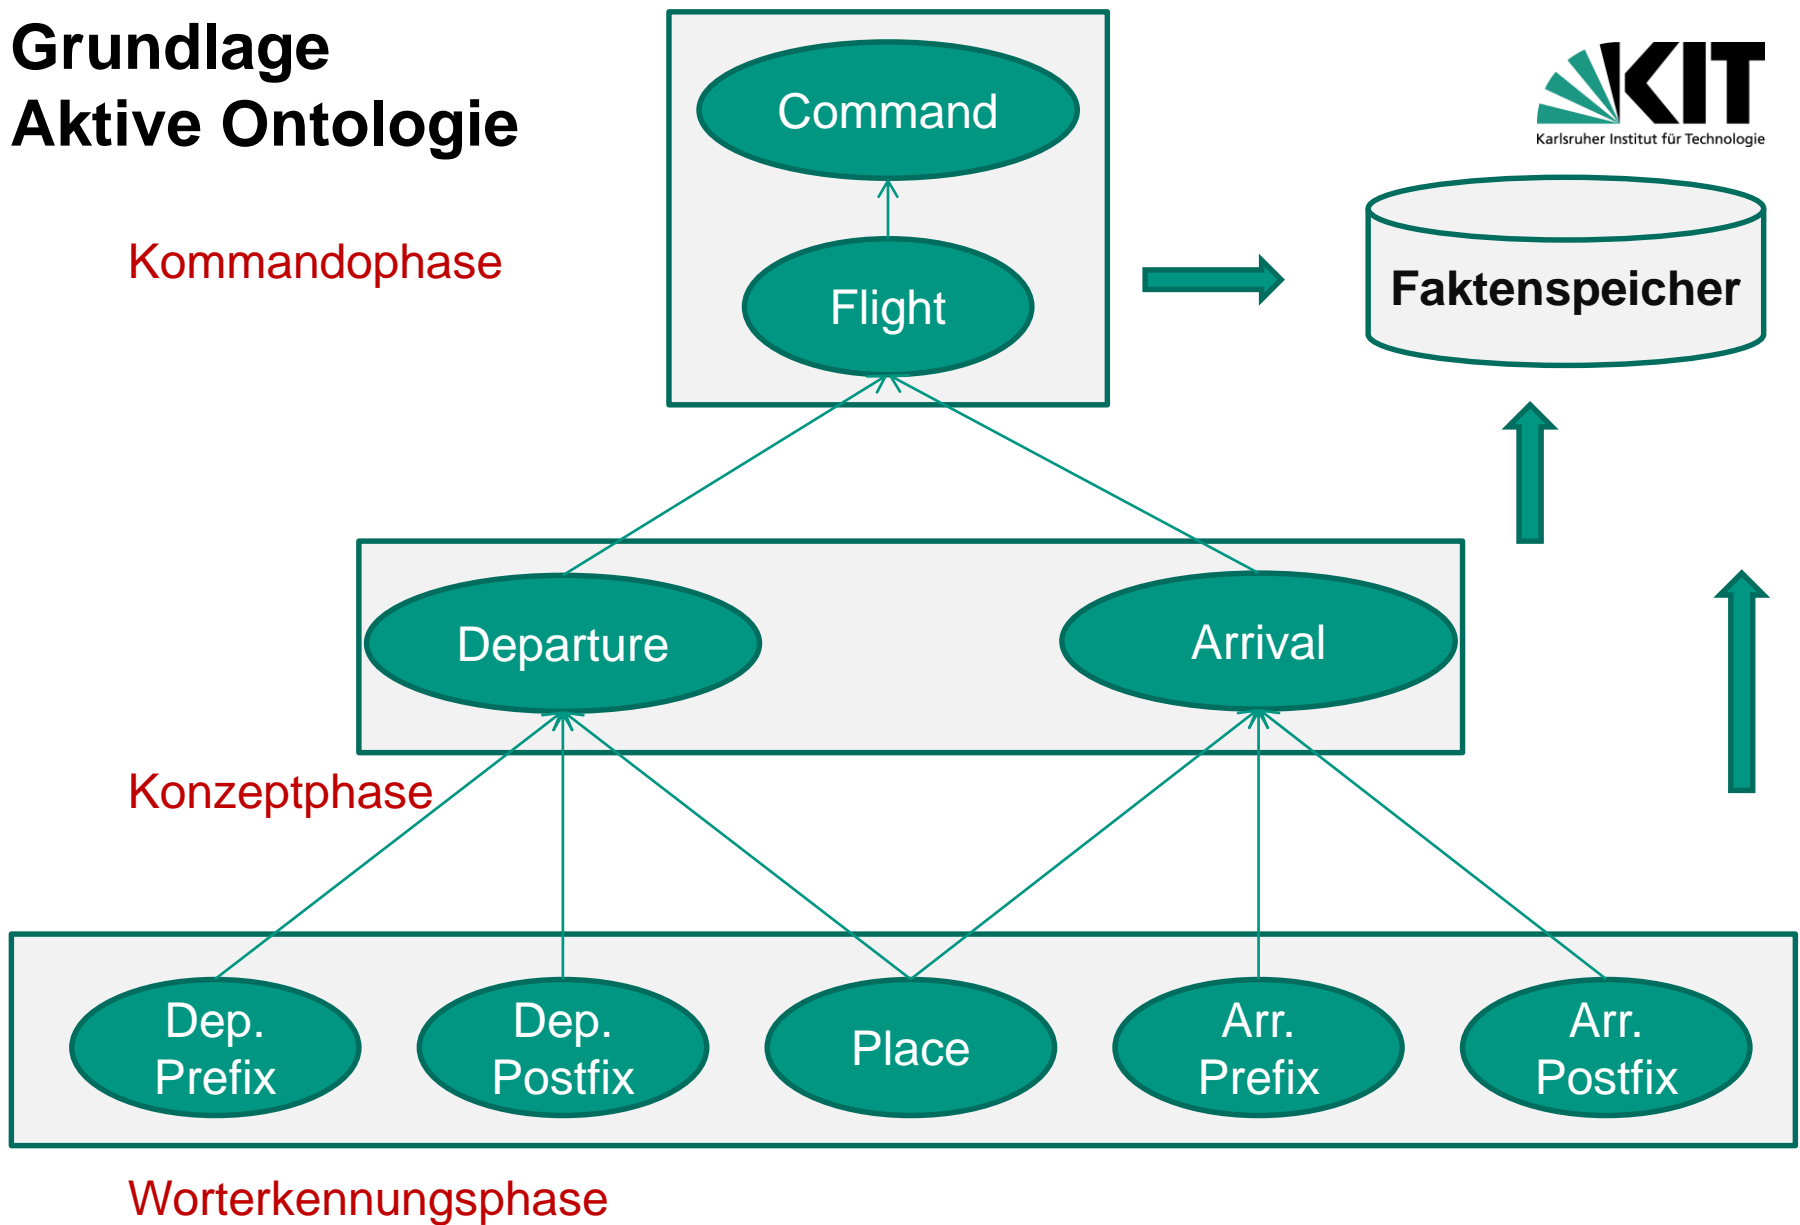 Grundlage
Aktive Ontologie
KIT
Karlsruher Institut für Technologie
Command
Kommandophase
Flight
Faktenspeicher
Departure
Arrival
Konzeptphase
Dep.
Prefix
Dep.
Postfix
Place
Arr.
Prefix
Arr.
Postfix
Worterkennungsphase